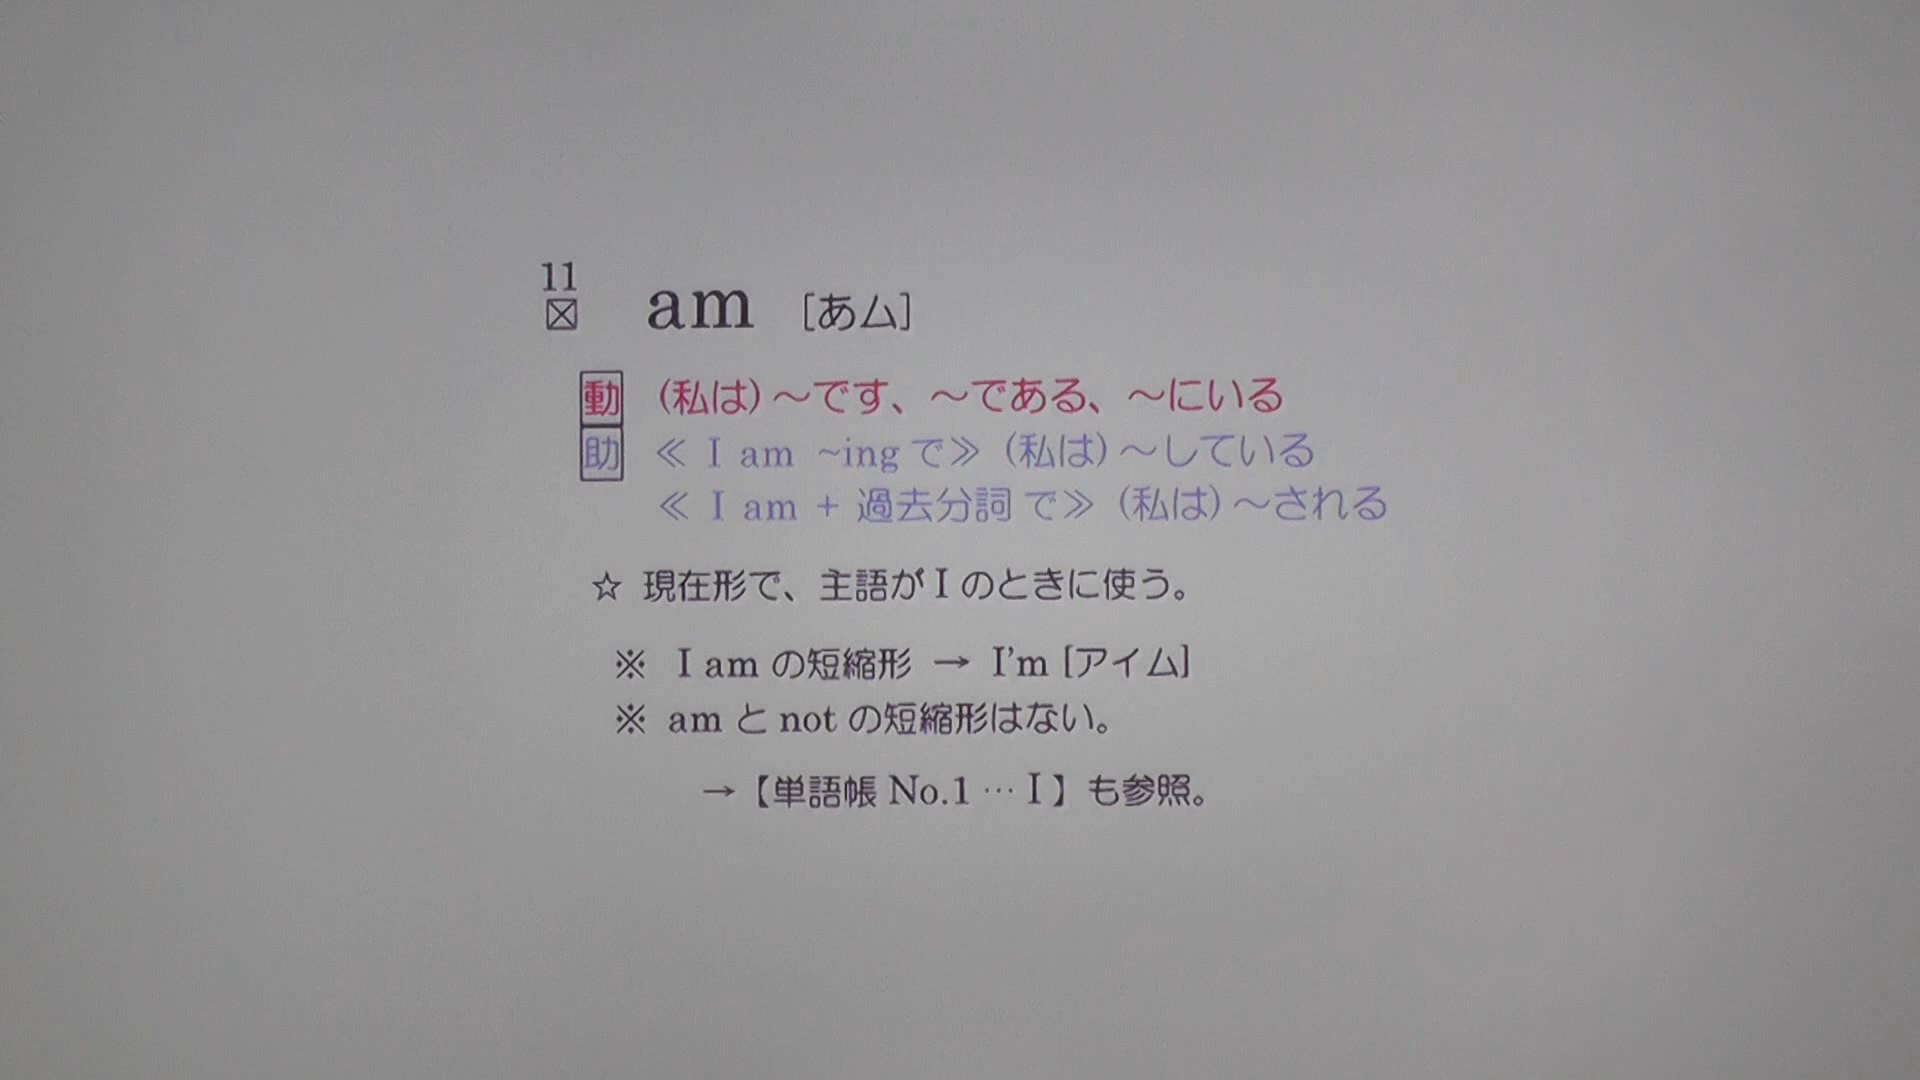 11
☒ am [あム]
動 (私は)～です、～である、～にいる
助 ≪ I am ~ing で≫ (私は)～している
≪ I am + 過去分詞 で≫ (私は)～される
☆ 現在形で、主語が I のときに使う。
※ I am の短縮形 → I'm [アイム]
※ am と not の短縮形はない。
→【単語帳 No.1 … I】も参照。